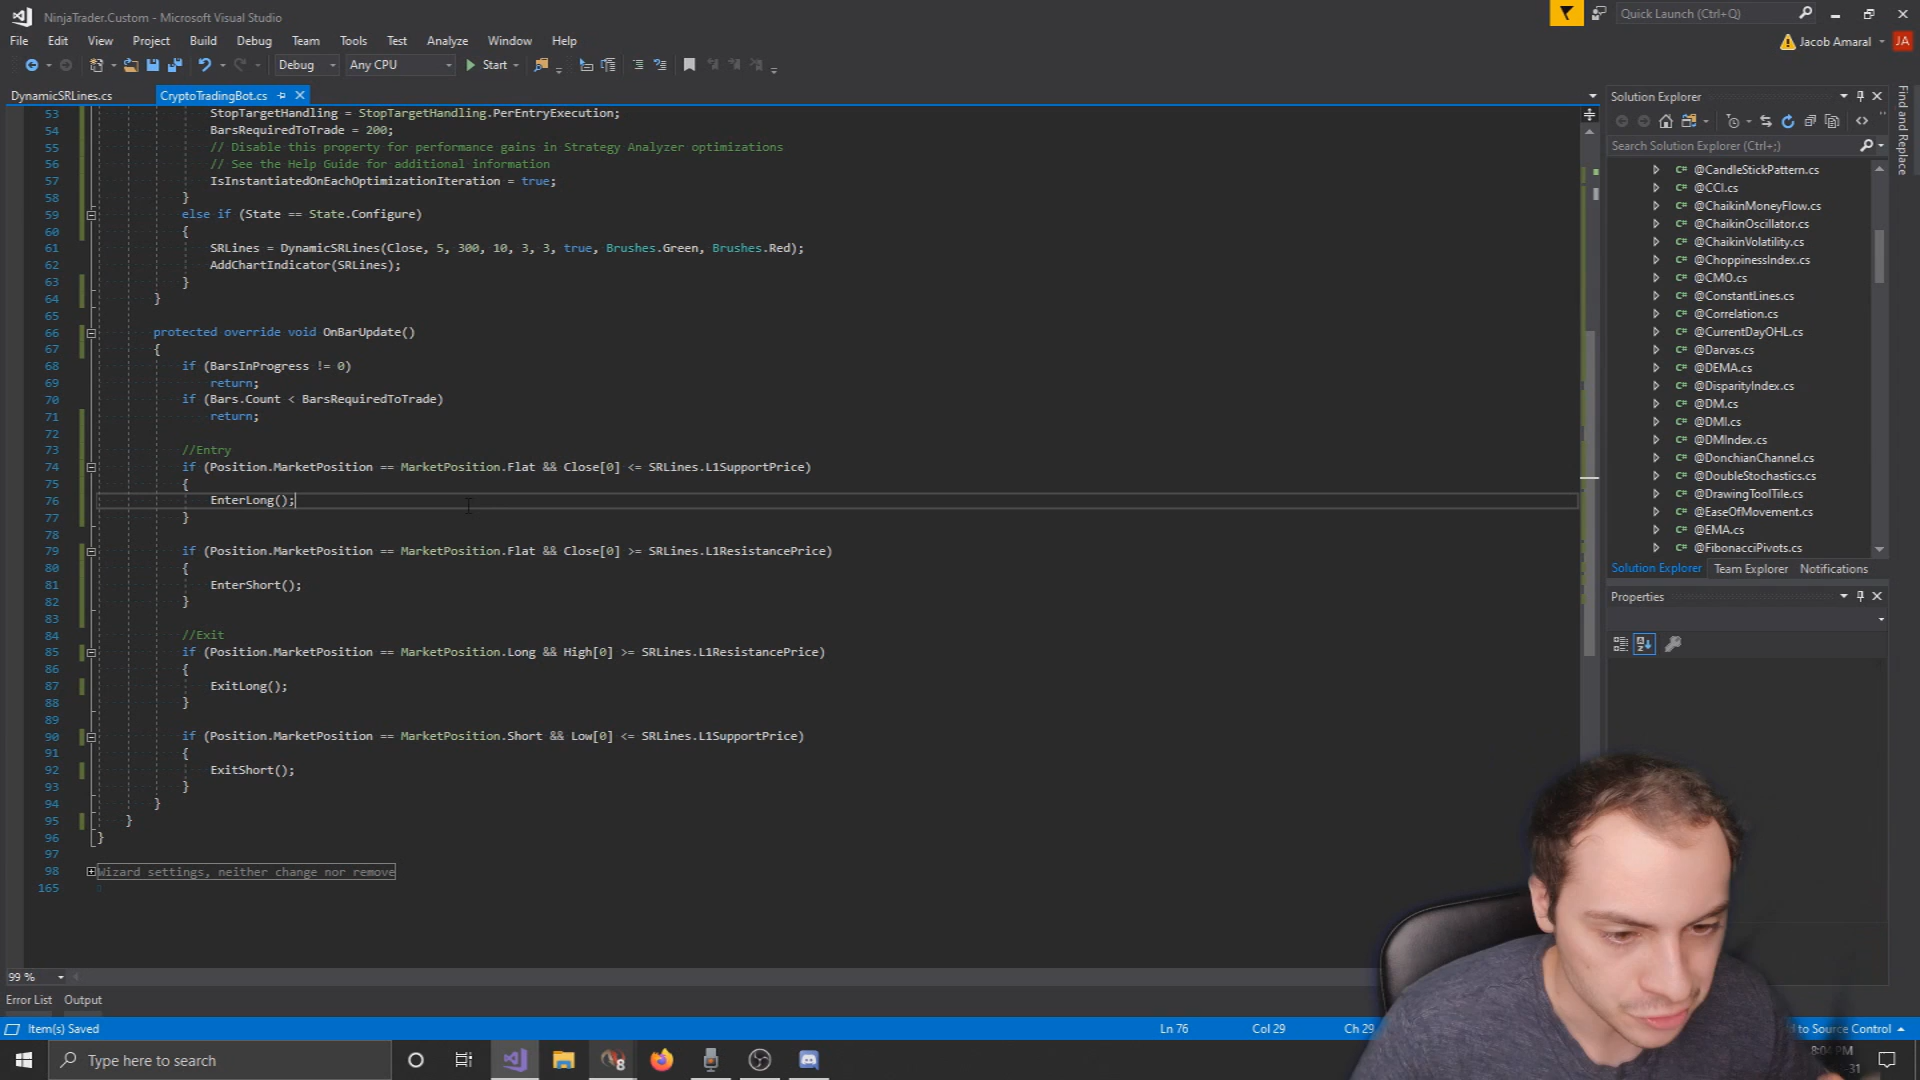 NinjaTrader.Custom - Microsoft Visual Studio
Quick Launch (Ctrl+Q)
File Edit View Project Build Debug Team Tools Test Analyze Window Help
Jacob Amaral JA
Debug Any CPU Start
DynamicSRLines.cs CryptoTradingBot.cs
Solution Explorer
Find and Replace
Search Solution Explorer (Ctrl+;)
53 StopTargetHandling = StopTargetHandling.PerEntryExecution;
54 BarsRequiredToTrade = 200;
55 // Disable this property for performance gains in Strategy Analyzer optimizations
56 // See the Help Guide for additional information
57 IsInstantiatedOnEachOptimizationIteration = true;
58 }
59 else if (State == State.Configure)
60 {
61 SRLines = DynamicSRLines(Close, 5, 300, 10, 3, 3, true, Brushes.Green, Brushes.Red);
62 AddChartIndicator(SRLines);
63 }
64 }
65
66 protected override void OnBarUpdate()
67 {
68 if (BarsInProgress != 0)
69 return;
70 if (Bars.Count < BarsRequiredToTrade)
71 return;
72
73 //Entry
74 if (Position.MarketPosition == MarketPosition.Flat && Close[0] <= SRLines.L1SupportPrice)
75 {
76 EnterLong();
77 }
78
79 if (Position.MarketPosition == MarketPosition.Flat && Close[0] >= SRLines.L1ResistancePrice)
80 {
81 EnterShort();
82 }
83
84 //Exit
85 if (Position.MarketPosition == MarketPosition.Long && High[0] >= SRLines.L1ResistancePrice)
86 {
87 ExitLong();
88 }
89
90 if (Position.MarketPosition == MarketPosition.Short && Low[0] <= SRLines.L1SupportPrice)
91 {
92 ExitShort();
93 }
94 }
95 }
96 }
97
98 Wizard settings, neither change nor remove
165
@CandleStickPattern.cs
@CCI.cs
@ChaikinMoneyFlow.cs
@ChaikinOscillator.cs
@ChaikinVolatility.cs
@ChoppinessIndex.cs
@CMO.cs
@ConstantLines.cs
@Correlation.cs
@CurrentDayOHL.cs
@Darvas.cs
@DEMA.cs
@DisparityIndex.cs
@DM.cs
@DMI.cs
@DMIndex.cs
@DonchianChannel.cs
@DoubleStochastics.cs
@DrawingToolTile.cs
@EaseOfMovement.cs
@EMA.cs
@FibonacciPivots.cs
Solution Explorer Team Explorer Notifications
Properties
99 %
Error List Output
Item(s) Saved Ln 76 Col 29 Ch 29 to Source Control
Type here to search 8:04 PM
-31